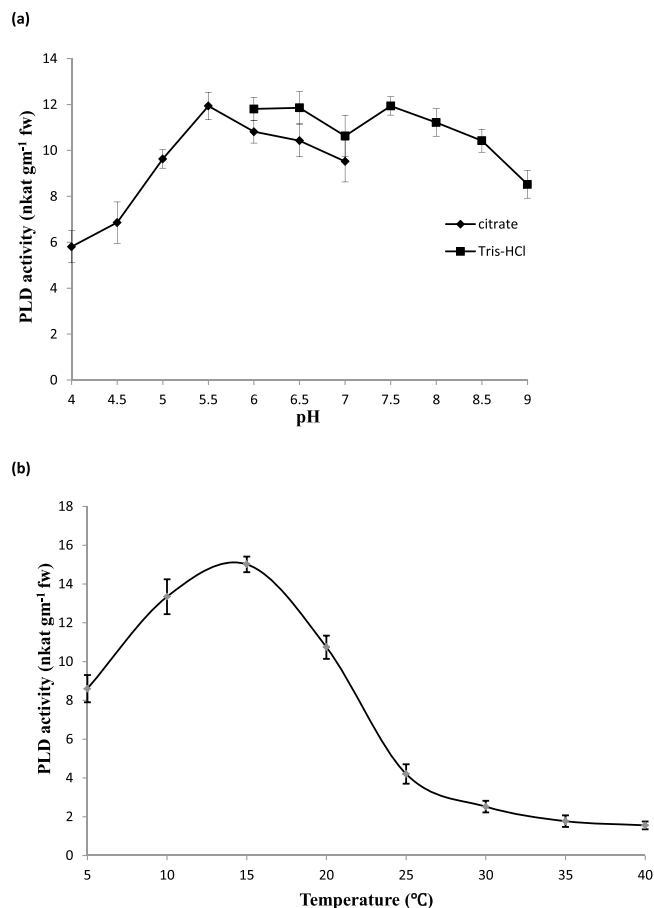 (a)
PLD activity (nkat gm⁻¹ fw)
14
12
10
8
6
4
2
0
citrate
Tris-HCl
4 4.5 5 5.5 6 6.5 7 7.5 8 8.5 9
pH
(b)
PLD activity (nkat gm⁻¹ fw)
18
16
14
12
10
8
6
4
2
0
5 10 15 20 25 30 35 40
Temperature (℃)